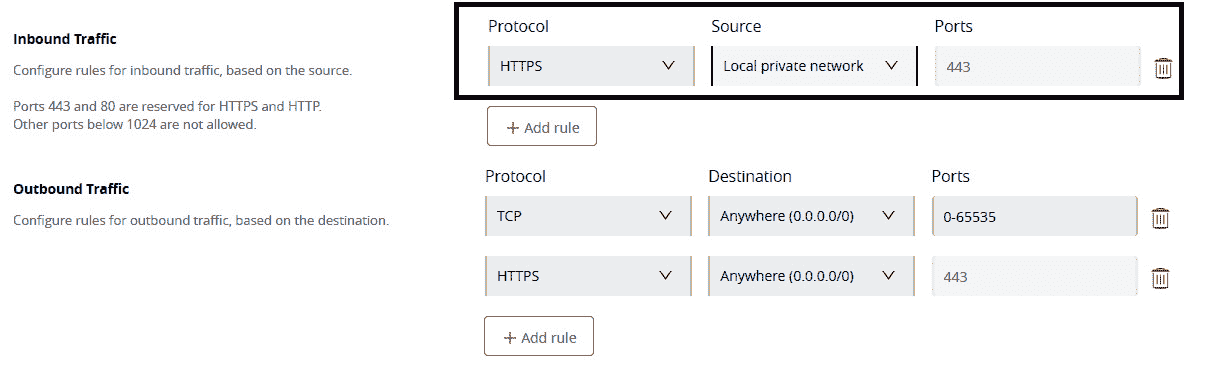 Inbound Traffic
Configure rules for inbound traffic, based on the source.
Ports 443 and 80 are reserved for HTTPS and HTTP.
Other ports below 1024 are not allowed.
Protocol Source Ports
HTTPS Local private network 443
+ Add rule
Outbound Traffic
Configure rules for outbound traffic, based on the destination.
Protocol Destination Ports
TCP Anywhere (0.0.0.0/0) 0-65535
HTTPS Anywhere (0.0.0.0/0) 443
+ Add rule